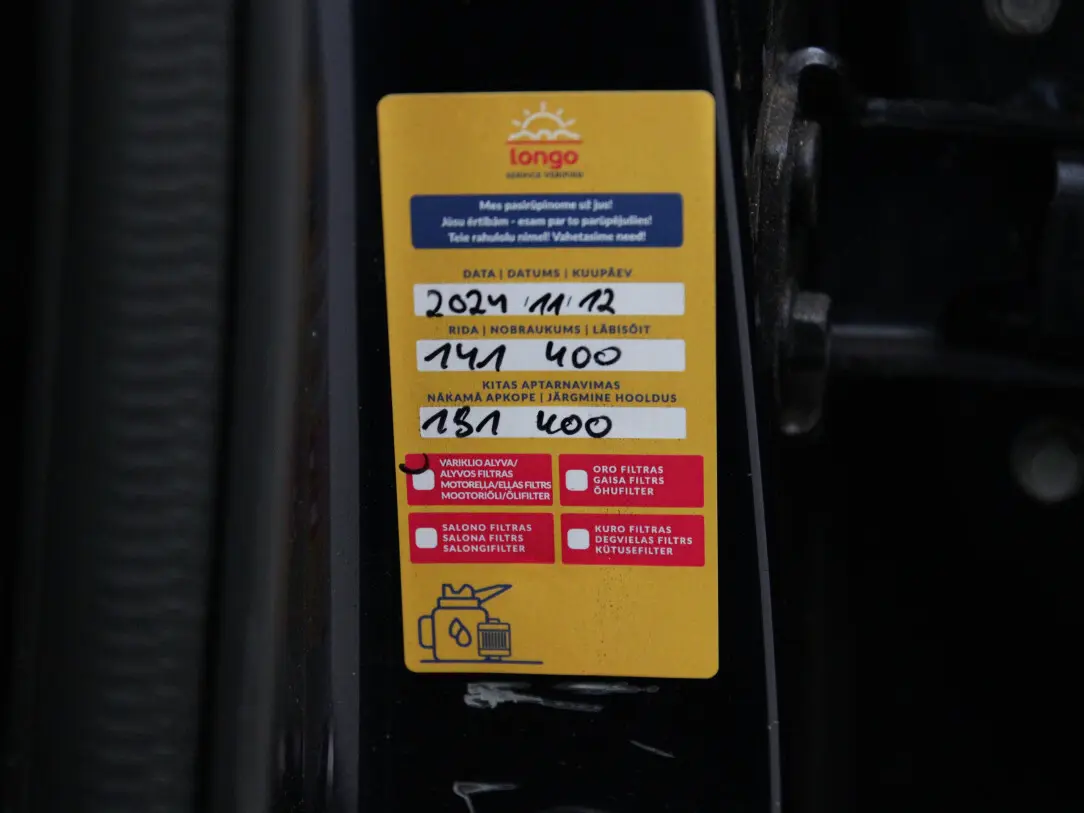 longo
SERVICE VERIFIED
Mes pasirūpinome už jus!
Jūsu ērtībām - esam par to parūpējušies!
Teie rahulolu nimel! Vahetasime need!
DATA | DATUMS | KUUPÄEV
2024 11 12
RIDA | NOBRAUKUMS | LÄBISÕIT
141 400
KITAS APTARNAVIMAS
NĀKAMĀ APKOPE | JÄRGMINE HOOLDUS
151 400
VARIKLIO ALYVA/
ALYVOS FILTRAS
MOTOREĻĻA/EĻĻAS FILTRS
MOOTORIÕLI/ÕLIFILTER
ORO FILTRAS
GAISA FILTRS
ÕHUFILTER
SALONO FILTRAS
SALONA FILTRS
SALONGIFILTER
KURO FILTRAS
DEGVIELAS FILTRS
KÜTUSEFILTER